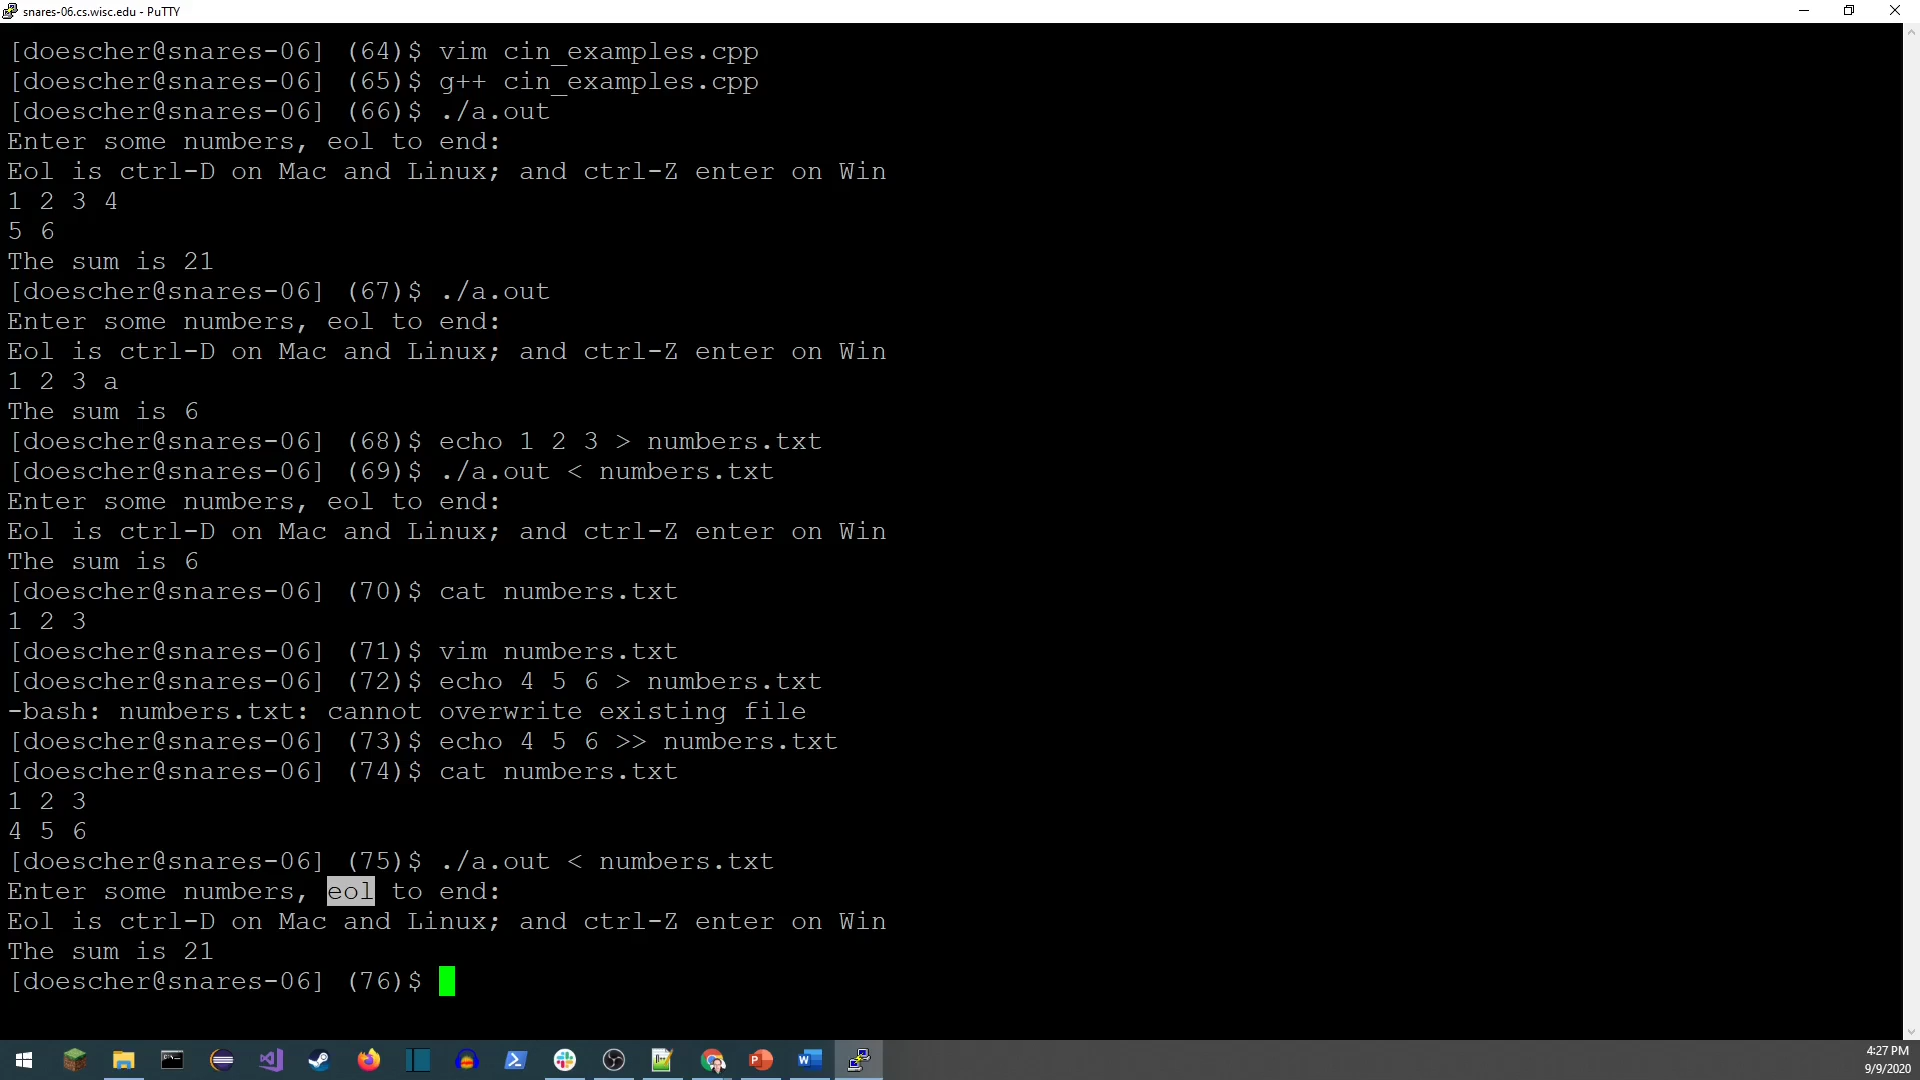 snares-06.cs.wisc.edu - PuTTY
[doescher@snares-06] (64)$ vim cin_examples.cpp
[doescher@snares-06] (65)$ g++ cin_examples.cpp
[doescher@snares-06] (66)$ ./a.out
Enter some numbers, eol to end:
Eol is ctrl-D on Mac and Linux; and ctrl-Z enter on Win
1 2 3 4
5 6
The sum is 21
[doescher@snares-06] (67)$ ./a.out
Enter some numbers, eol to end:
Eol is ctrl-D on Mac and Linux; and ctrl-Z enter on Win
1 2 3 a
The sum is 6
[doescher@snares-06] (68)$ echo 1 2 3 > numbers.txt
[doescher@snares-06] (69)$ ./a.out < numbers.txt
Enter some numbers, eol to end:
Eol is ctrl-D on Mac and Linux; and ctrl-Z enter on Win
The sum is 6
[doescher@snares-06] (70)$ cat numbers.txt
1 2 3
[doescher@snares-06] (71)$ vim numbers.txt
[doescher@snares-06] (72)$ echo 4 5 6 > numbers.txt
-bash: numbers.txt: cannot overwrite existing file
[doescher@snares-06] (73)$ echo 4 5 6 >> numbers.txt
[doescher@snares-06] (74)$ cat numbers.txt
1 2 3
4 5 6
[doescher@snares-06] (75)$ ./a.out < numbers.txt
Enter some numbers, eol to end:
Eol is ctrl-D on Mac and Linux; and ctrl-Z enter on Win
The sum is 21
[doescher@snares-06] (76)$
4:27 PM
9/9/2020